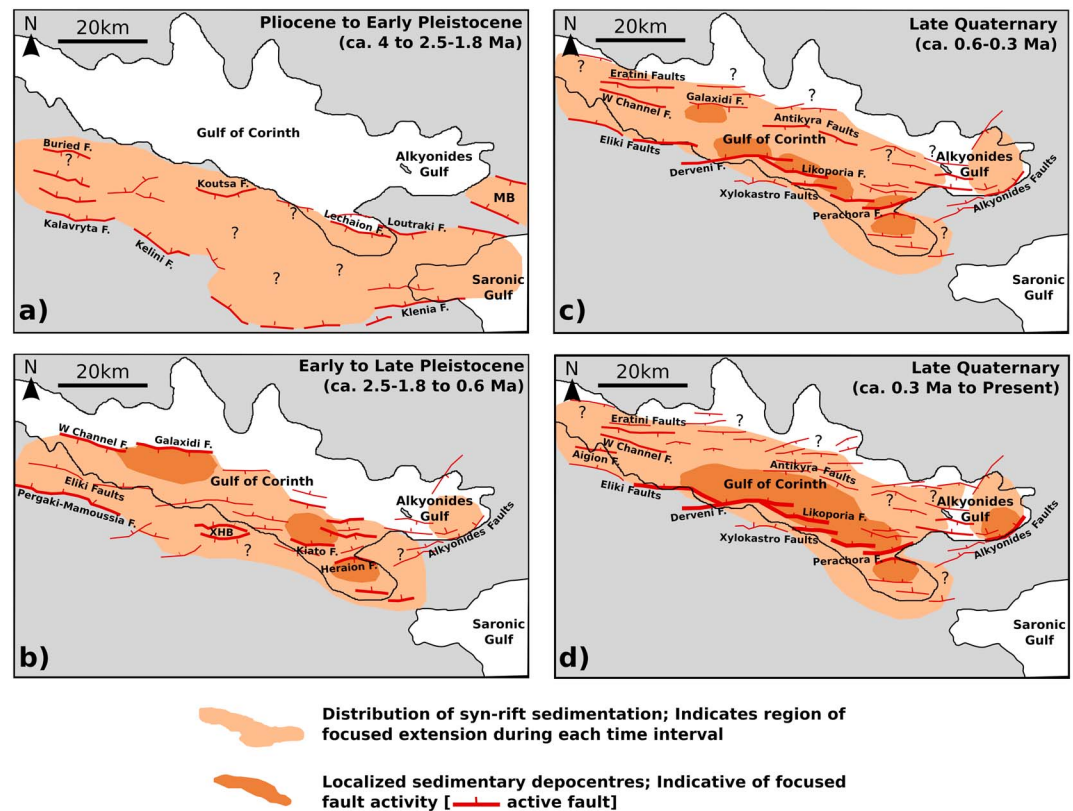 N
20km
Pliocene to Early Pleistocene
(ca. 4 to 2.5-1.8 Ma)
Gulf of Corinth
Buried F.
?
Alkyonides
Gulf
Koutsa F.
MB
?
Lechaion F.
Loutraki F.
Kalavryta F.
Kelini F.
?
?
?
Saronic
Gulf
Klenia F.
a)
N
20km
Late Quaternary
(ca. 0.6-0.3 Ma)
?
Eratini Faults
?
W Channel F.
Galaxidi F.
?
Antikyra Faults
Gulf of Corinth
Eliki Faults
?
Alkyonides
Gulf
Derveni F.
Likoporia F.
Xylokastro Faults
Alkyonides Faults
Perachora F.
?
Saronic
Gulf
c)
N
20km
Early to Late Pleistocene
(ca. 2.5-1.8 to 0.6 Ma)
W Channel F.
Galaxidi F.
Gulf of Corinth
Eliki Faults
Pergaki-Mamoussia F.
Alkyonides
Gulf
XHB
?
Kiato F.
?
Alkyonides Faults
Heraion F.
Saronic
Gulf
b)
N
20km
Late Quaternary
(ca. 0.3 Ma to Present)
?
Eratini Faults
?
W Channel F.
?
Aigion F.
Antikyra Faults
Gulf of Corinth
Eliki Faults
?
Alkyonides
Gulf
Derveni F.
Likoporia F.
Xylokastro Faults
Alkyonides Faults
Perachora F.
?
Saronic
Gulf
d)
Distribution of syn-rift sedimentation; Indicates region of
focused extension during each time interval
Localized sedimentary depocentres; Indicative of focused
fault activity [ active fault]